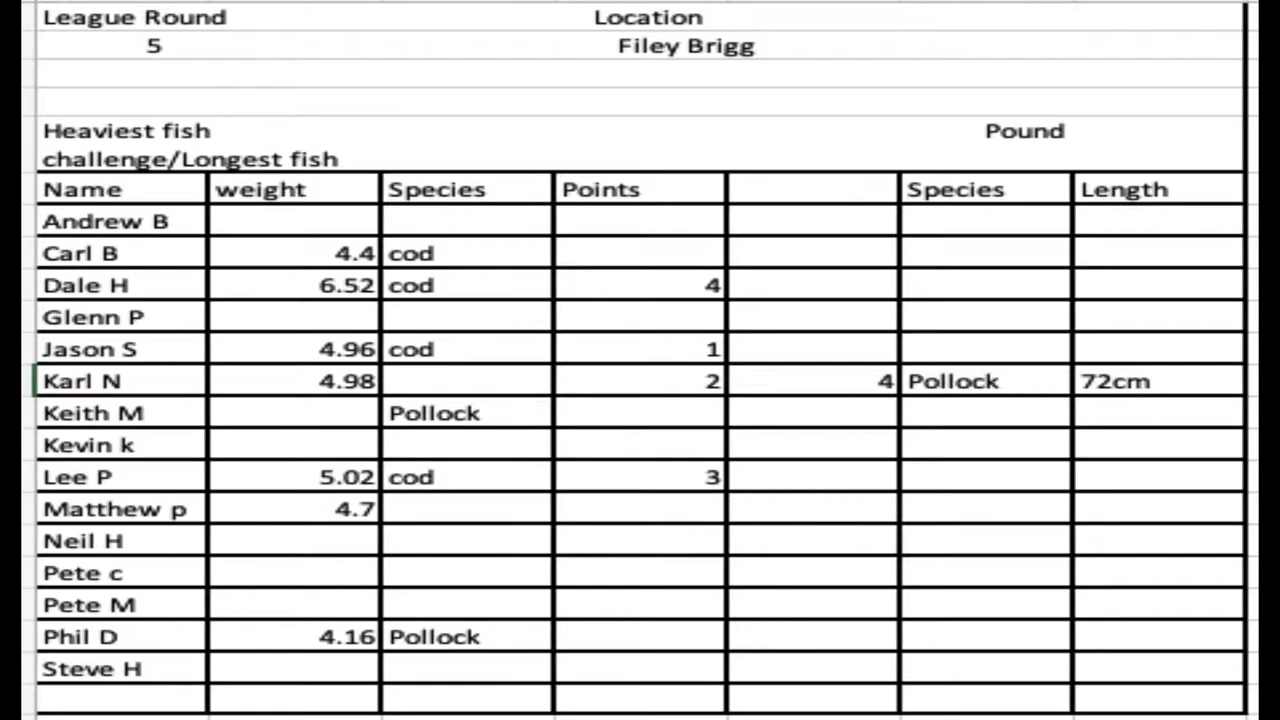 League Round Location
5 Filey Brigg
Heaviest fish Pound
challenge/Longest fish
Name weight Species Points Species Length
Andrew B
Carl B 4.4 cod
Dale H 6.52 cod 4
Glenn P
Jason S 4.96 cod 1
Karl N 4.98 2 4 Pollock 72cm
Keith M Pollock
Kevin k
Lee P 5.02 cod 3
Matthew p 4.7
Neil H
Pete c
Pete M
Phil D 4.16 Pollock
Steve H